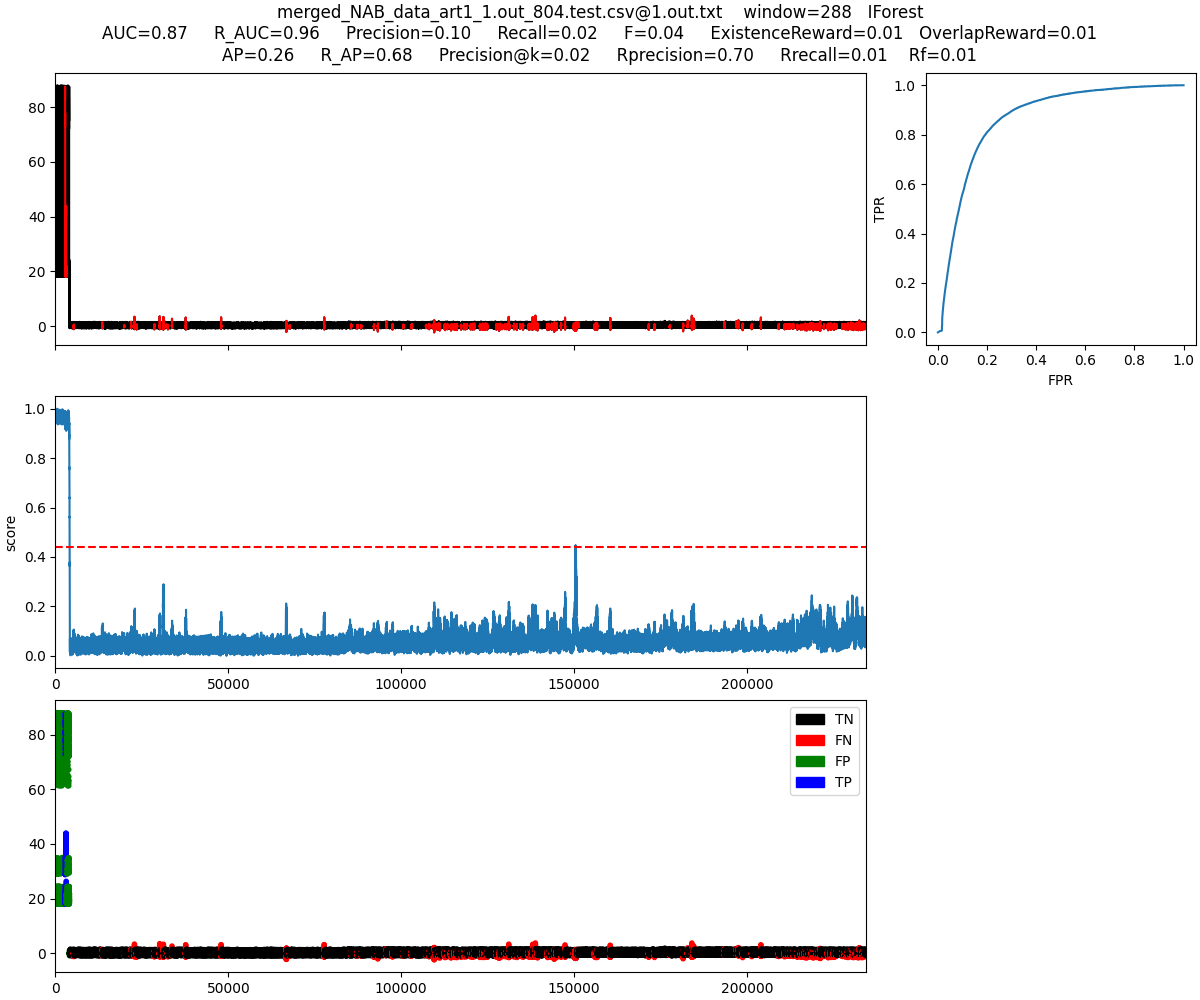 merged_NAB_data_art1_1.out_804.test.csv@1.out.txt    window=288   IForest
AUC=0.87     R_AUC=0.96     Precision=0.10     Recall=0.02     F=0.04     ExistenceReward=0.01   OverlapReward=0.01
AP=0.26     R_AP=0.68     Precision@k=0.02     Rprecision=0.70     Rrecall=0.01     Rf=0.01
80
60
40
20
0
1.0
0.8
0.6
0.4
0.2
0.0
TPR
0.0 0.2 0.4 0.6 0.8 1.0
FPR
1.0
0.8
0.6
0.4
0.2
0.0
score
0 50000 100000 150000 200000
80
60
40
20
0
TN
FN
FP
TP
0 50000 100000 150000 200000